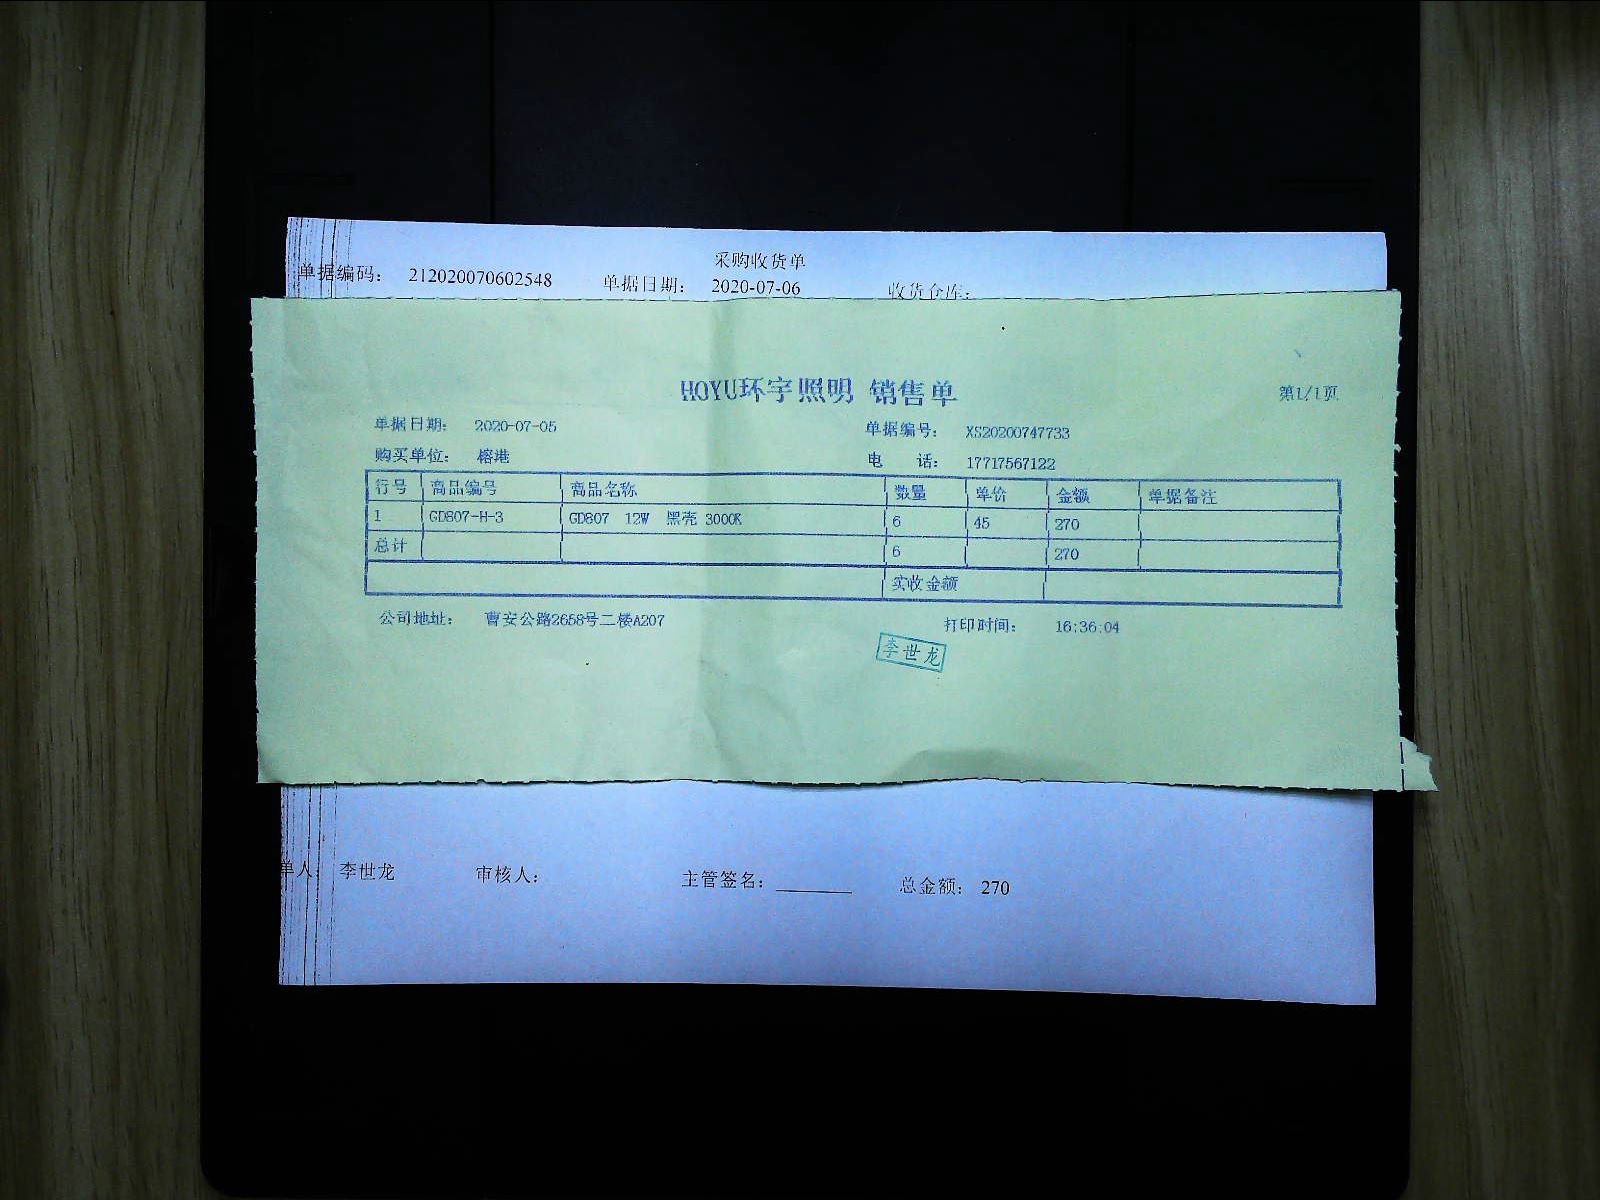 采购收货单
单据编码： 212020070602548 单据日期： 2020-07-06 收货仓库：
HOYU环宇照明 销售单 第1/1页
单据日期： 2020-07-05 单据编号： XS20200747733
购买单位： 榕港 电 话： 17717567122
行号 商品编号 商品名称 数量 单价 金额 单据备注
1 GD807-H-3 GD807 12W 黑壳 3000K 6 45 270
总计 6 270
实收金额
公司地址： 曹安公路2658号二楼A207 打印时间： 16:36:04
李世龙
单人： 李世龙 审核人： 主管签名： 总金额： 270